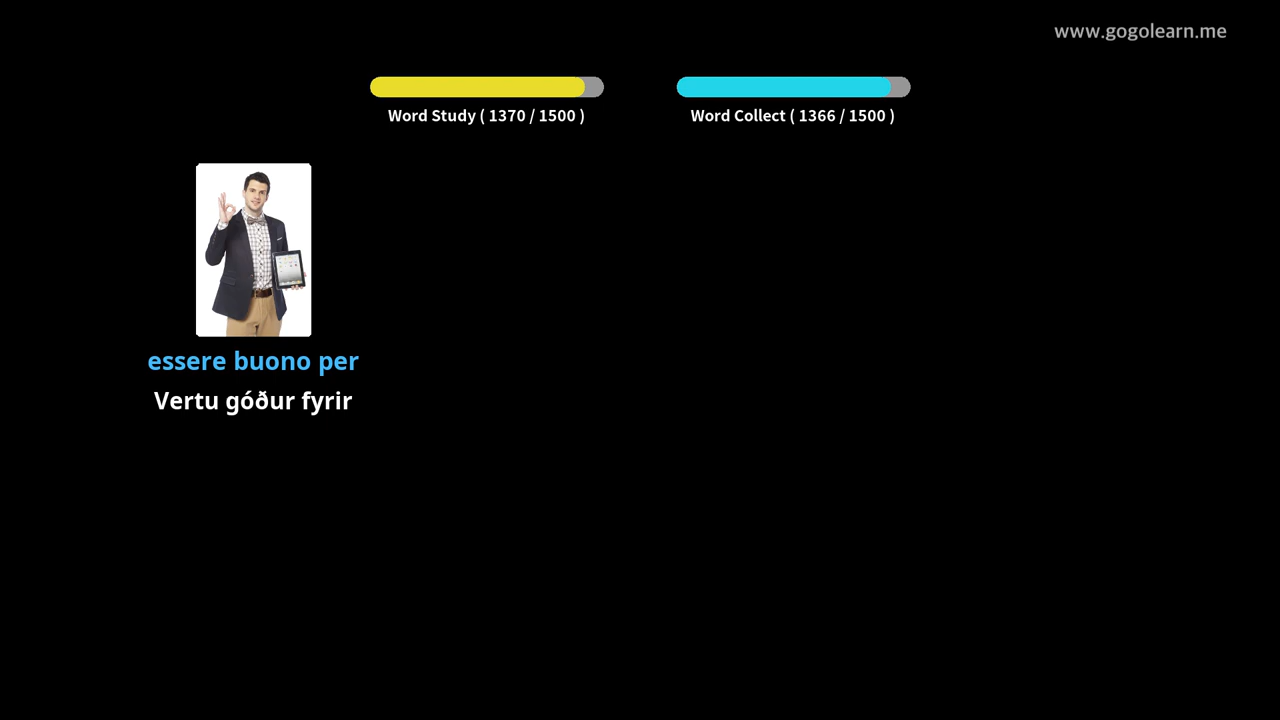 www.gogolearn.me
Word Study ( 1370 / 1500 )
Word Collect ( 1366 / 1500 )
essere buono per
Vertu góður fyrir